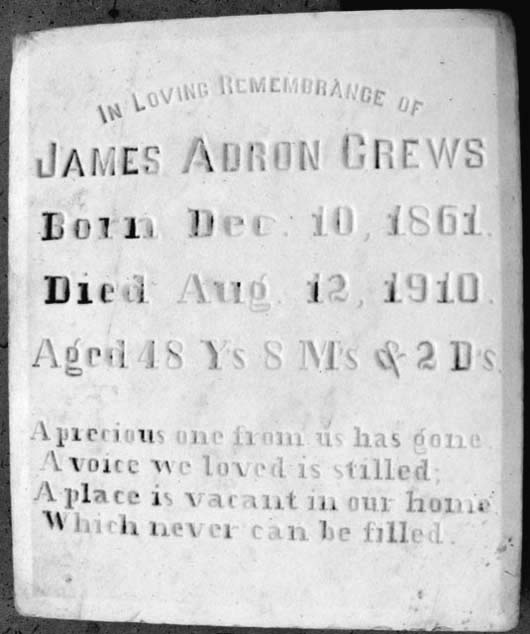 In Loving Remembrance of
James Adron Crews
Born Dec. 10, 1861.
Died Aug. 12, 1910.
Aged 48 Ys 8 Ms & 2 Ds.
A precious one from us has gone.
A voice we loved is stilled;
A place is vacant in our home.
Which never can be filled.